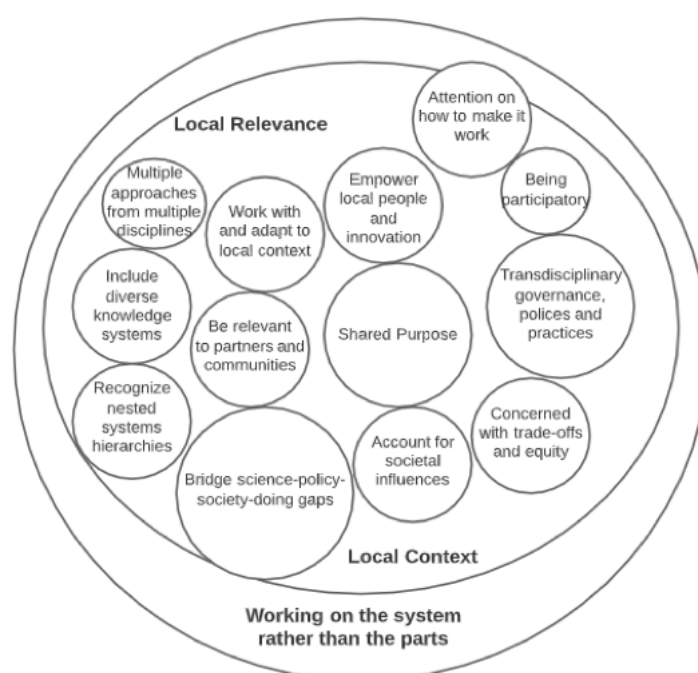 Attention on
how to make it
work
Local Relevance
Multiple
approaches
from multiple
disciplines
Work with
and adapt to
local context
Empower
local people
and
innovation
Being
participatory
Include
diverse
knowledge
systems
Be relevant
to partners and
communities
Shared Purpose
Transdisciplinary
governance,
polices and
practices
Recognize
nested
systems
hierarchies
Bridge science-policy-
society-doing gaps
Account for
societal
influences
Concerned
with trade-offs
and equity
Local Context
Working on the system
rather than the parts